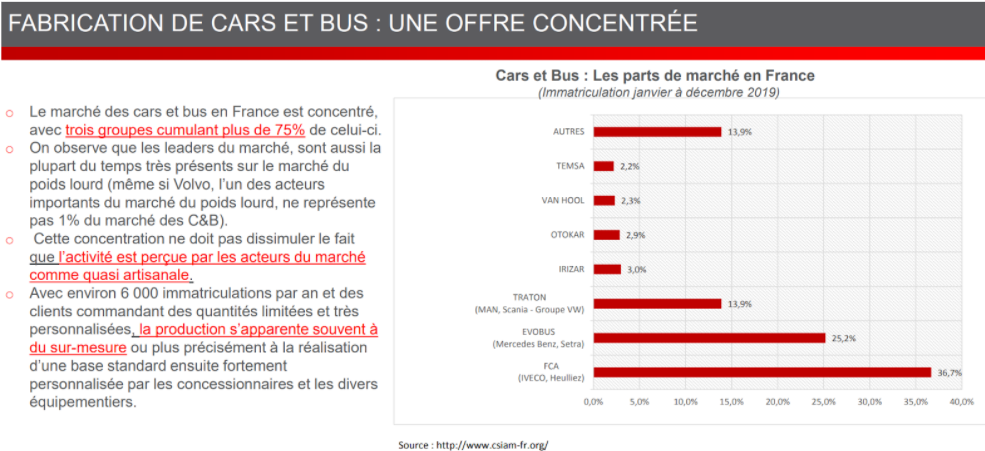 FABRICATION DE CARS ET BUS : UNE OFFRE CONCENTRÉE
Le marché des cars et bus en France est concentré,
avec trois groupes cumulant plus de 75% de celui-ci.
On observe que les leaders du marché, sont aussi la
plupart du temps très présents sur le marché du
poids lourd (même si Volvo, l'un des acteurs
importants du marché du poids lourd, ne représente
pas 1% du marché des C&B).
Cette concentration ne doit pas dissimuler le fait
que l'activité est perçue par les acteurs du marché
comme quasi artisanale.
Avec environ 6 000 immatriculations par an et des
clients commandant des quantités limitées et très
personnalisées, la production s'apparente souvent à
du sur-mesure ou plus précisément à la réalisation
d'une base standard ensuite fortement
personnalisée par les concessionnaires et les divers
équipementiers.
Cars et Bus : Les parts de marché en France
(Immatriculation janvier à décembre 2019)
AUTRES 13,9%
TEMSA 2,2%
VAN HOOL 2,3%
OTOKAR 2,9%
IRIZAR 3,0%
TRATON
(MAN, Scania - Groupe VW) 13,9%
EVOBUS
(Mercedes Benz, Setra) 25,2%
FCA
(IVECO, Heulliez) 36,7%
0,0% 5,0% 10,0% 15,0% 20,0% 25,0% 30,0% 35,0% 40,0%
Source : http://www.csiam-fr.org/